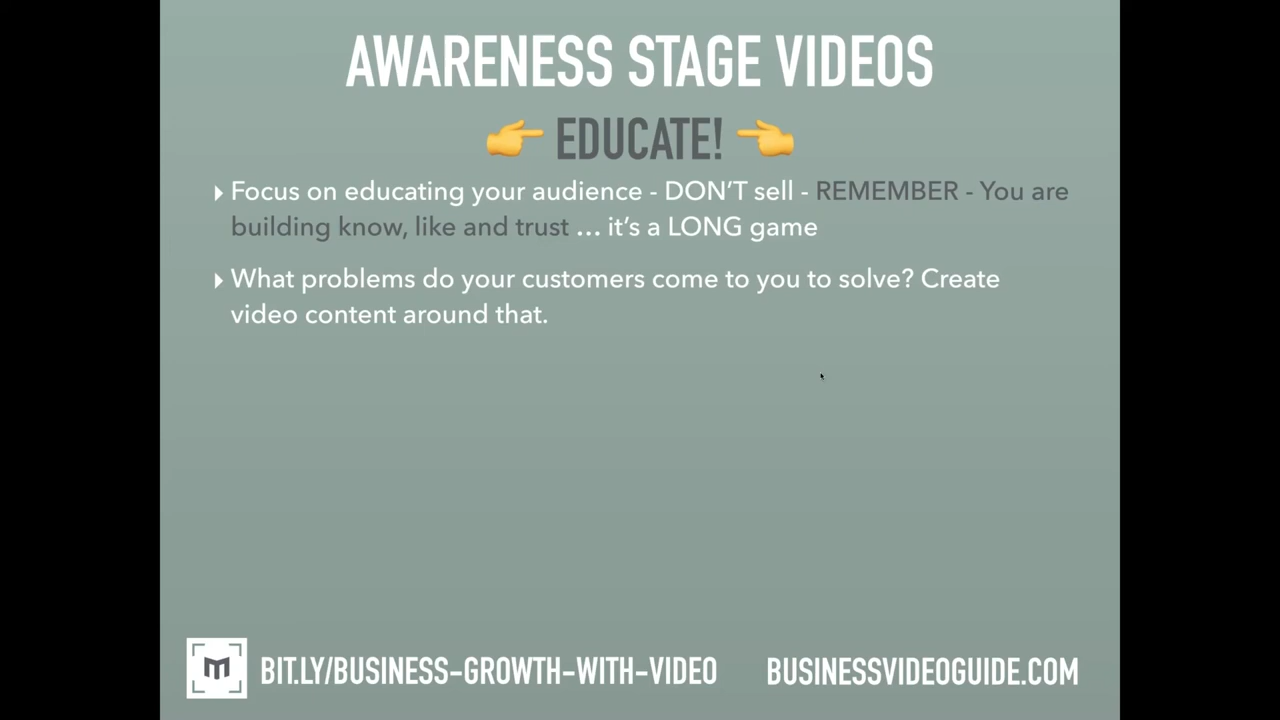 AWARENESS STAGE VIDEOS
👉 EDUCATE! 👈
‣ Focus on educating your audience - DON'T sell - REMEMBER - You are
building know, like and trust … it's a LONG game
‣ What problems do your customers come to you to solve? Create
video content around that.
M BIT.LY/BUSINESS-GROWTH-WITH-VIDEO BUSINESSVIDEOGUIDE.COM